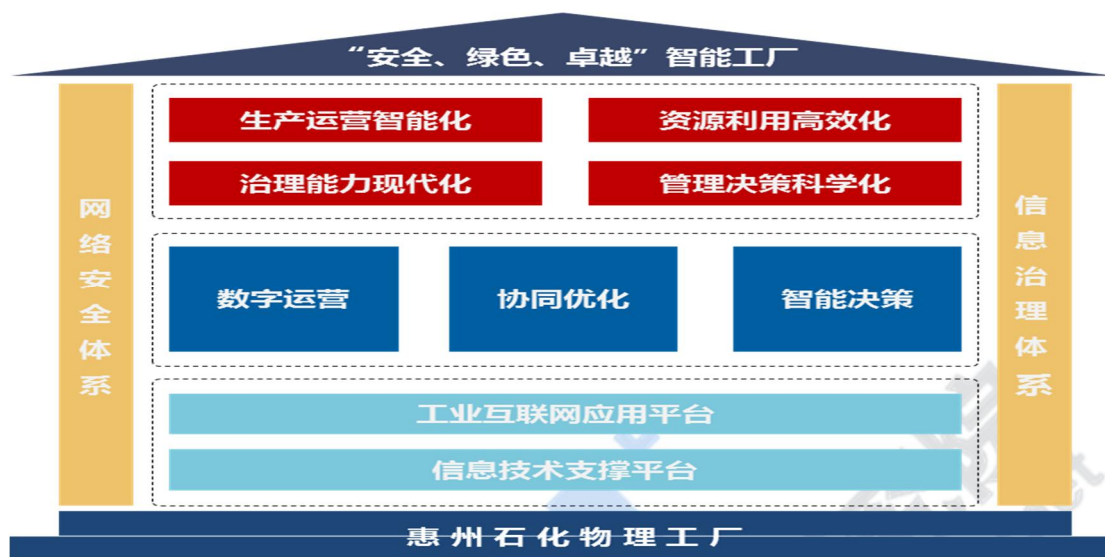 “安全、绿色、卓越”智能工厂
网络安全体系
生产运营智能化
资源利用高效化
治理能力现代化
管理决策科学化
数字运营
协同优化
智能决策
工业互联网应用平台
信息技术支撑平台
信息治理体系
惠州石化物理工厂